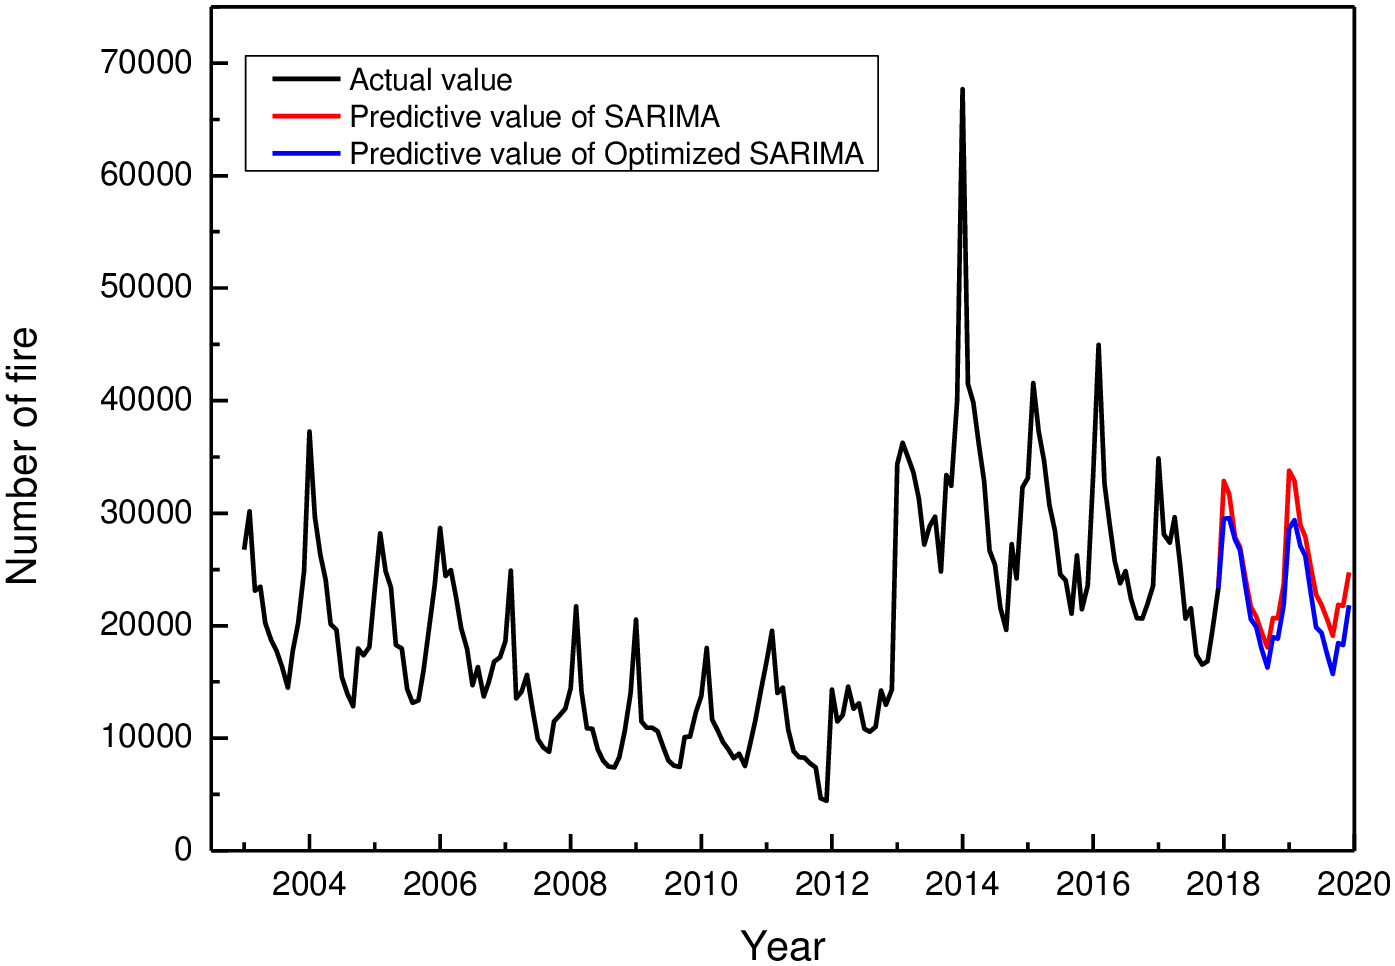 70000
60000
50000
40000
30000
20000
10000
0
Number of fire
Actual value
Predictive value of SARIMA
Predictive value of Optimized SARIMA
2004 2006 2008 2010 2012 2014 2016 2018 2020
Year